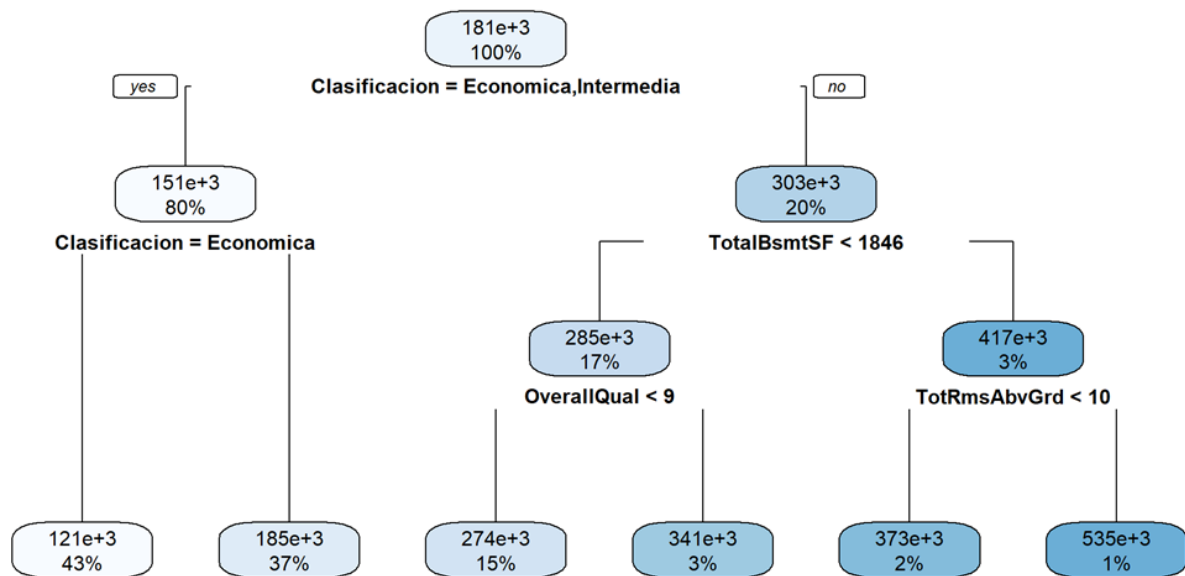 181e+3
100%
yes
Clasificacion = Economica,Intermedia
no
151e+3
80%
303e+3
20%
Clasificacion = Economica
TotalBsmtSF < 1846
285e+3
17%
417e+3
3%
OverallQual < 9
TotRmsAbvGrd < 10
121e+3
43%
185e+3
37%
274e+3
15%
341e+3
3%
373e+3
2%
535e+3
1%